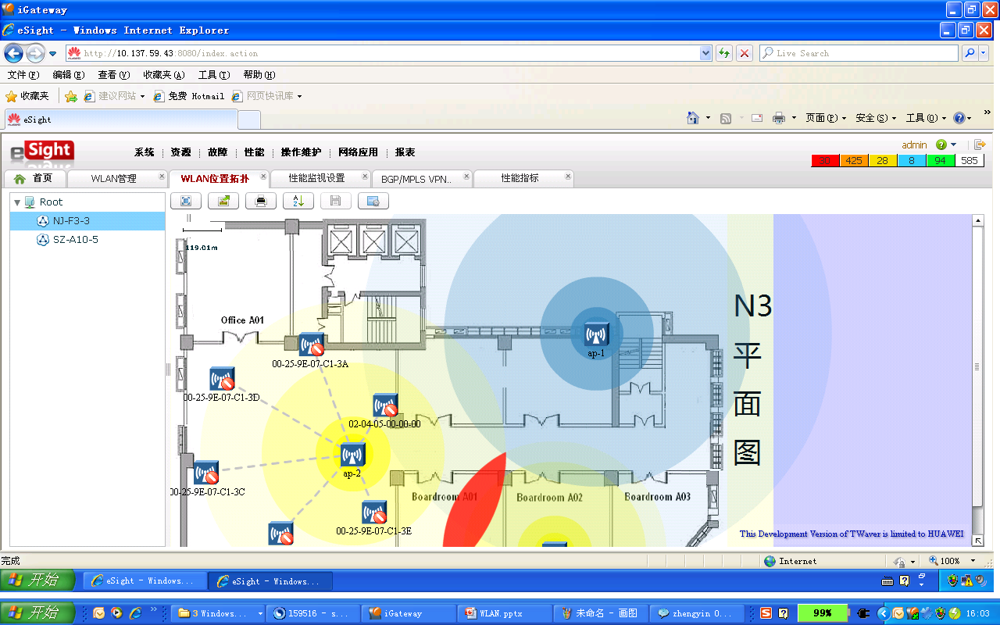 iGateway
eSight - Windows Internet Explorer
http://10.137.59.43:8080/index.action
Live Search
文件(F) 编辑(E) 查看(V) 收藏夹(A) 工具(T) 帮助(H)
收藏夹 建议网站 免费 Hotmail 网页快讯库
eSight
页面(P) 安全(S) 工具(O) »
eSight 系统 资源 故障 性能 操作维护 网络应用 报表
admin
30 425 28 8 94 585
首页 WLAN管理 WLAN位置拓扑 性能监视设置 BGP/MPLS VPN.. 性能指标
Root
NJ-F3-3
SZ-A10-5
119.01m
Office A01
00-25-9E-07-C1-3A
00-25-9E-07-C1-3D
02-04-05-00-00-00
ap-1
ap-2
00-25-9E-07-C1-3C
00-25-9E-07-C1-3E
Boardroom A01
Boardroom A02
Boardroom A03
N3
平
面
图
This Development Version of TWaver is limited to HUAWEI
完成
Internet
100%
开始 eSight - Windows... eSight - Windows...
开始 » 3 Windows... 159516 - s... iGateway WLAN.pptx 未命名 - 画图 zhengyin 0... 99% 16:03